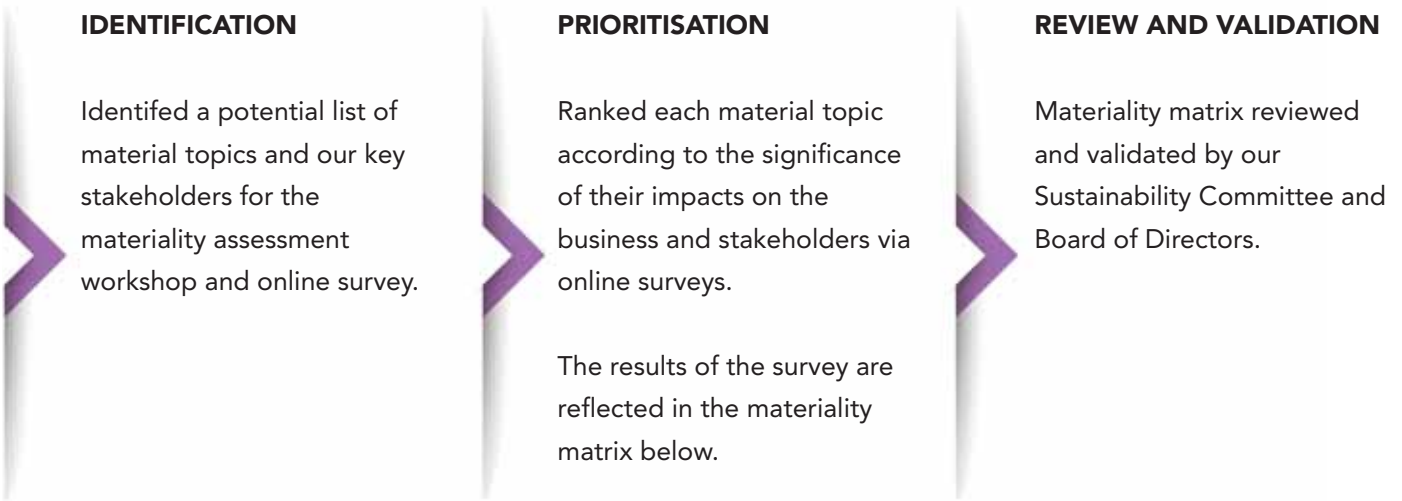 IDENTIFICATION
Identifed a potential list of
material topics and our key
stakeholders for the
materiality assessment
workshop and online survey.
PRIORITISATION
Ranked each material topic
according to the significance
of their impacts on the
business and stakeholders via
online surveys.
The results of the survey are
reflected in the materiality
matrix below.
REVIEW AND VALIDATION
Materiality matrix reviewed
and validated by our
Sustainability Committee and
Board of Directors.